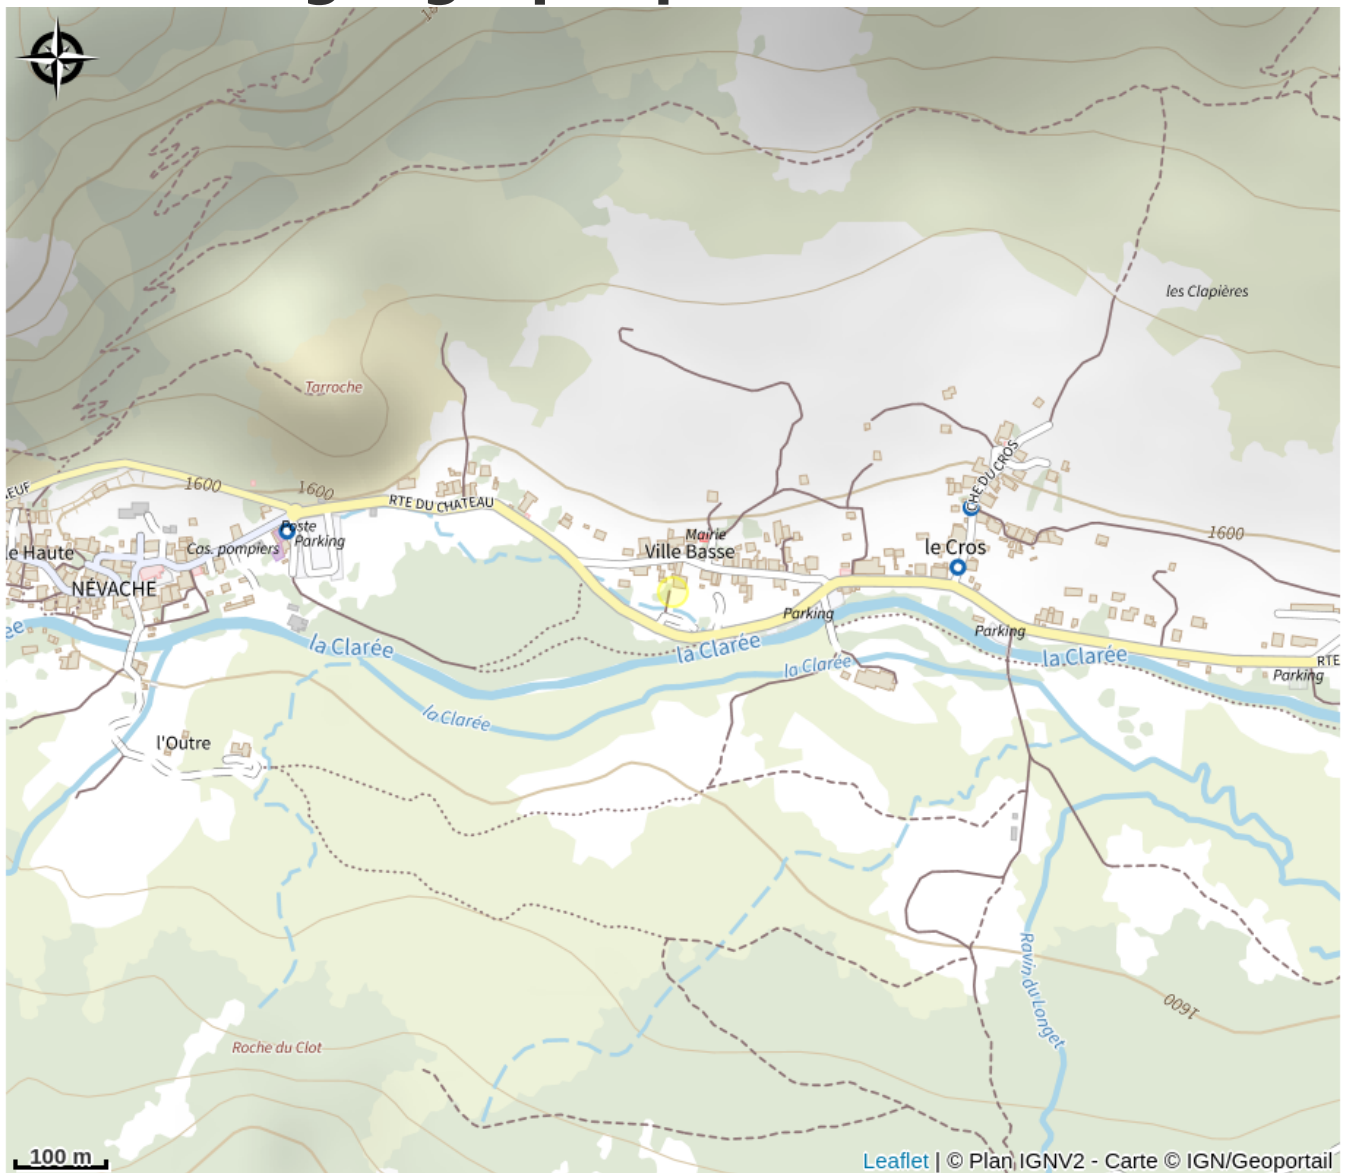 les Clapières
Tarroche
NEUF
1600
1600
RTE DU CHATEAU
CHE DU CROS
1600
Poste
Parking
Cas. pompiers
le Haute
NÉVACHE
Mairie
Ville Basse
le Cros
Parking
Parking
la Clarée
la Clarée
la Clarée
la Clarée
RTE
Parking
la Clarée
l'Outre
Ravin du Longet
1600
Roche du Clot
100 m
Leaflet | © Plan IGNV2 - Carte © IGN/Geoportail